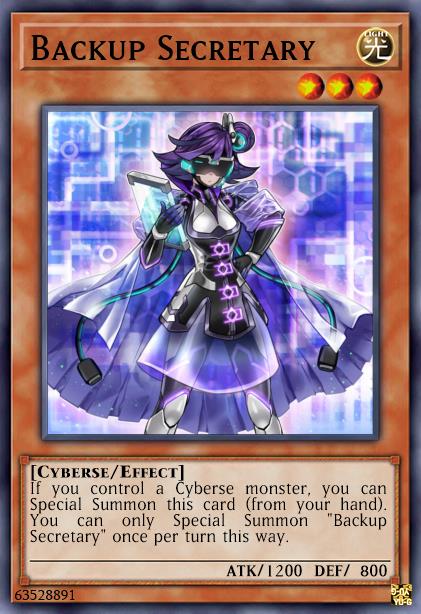 BACKUP SECRETARY
LIGHT
光
[CYBERSE/EFFECT]
If you control a Cyberse monster, you can
Special Summon this card (from your hand).
You can only Special Summon "Backup
Secretary" once per turn this way.
ATK/1200 DEF/ 800
63528891